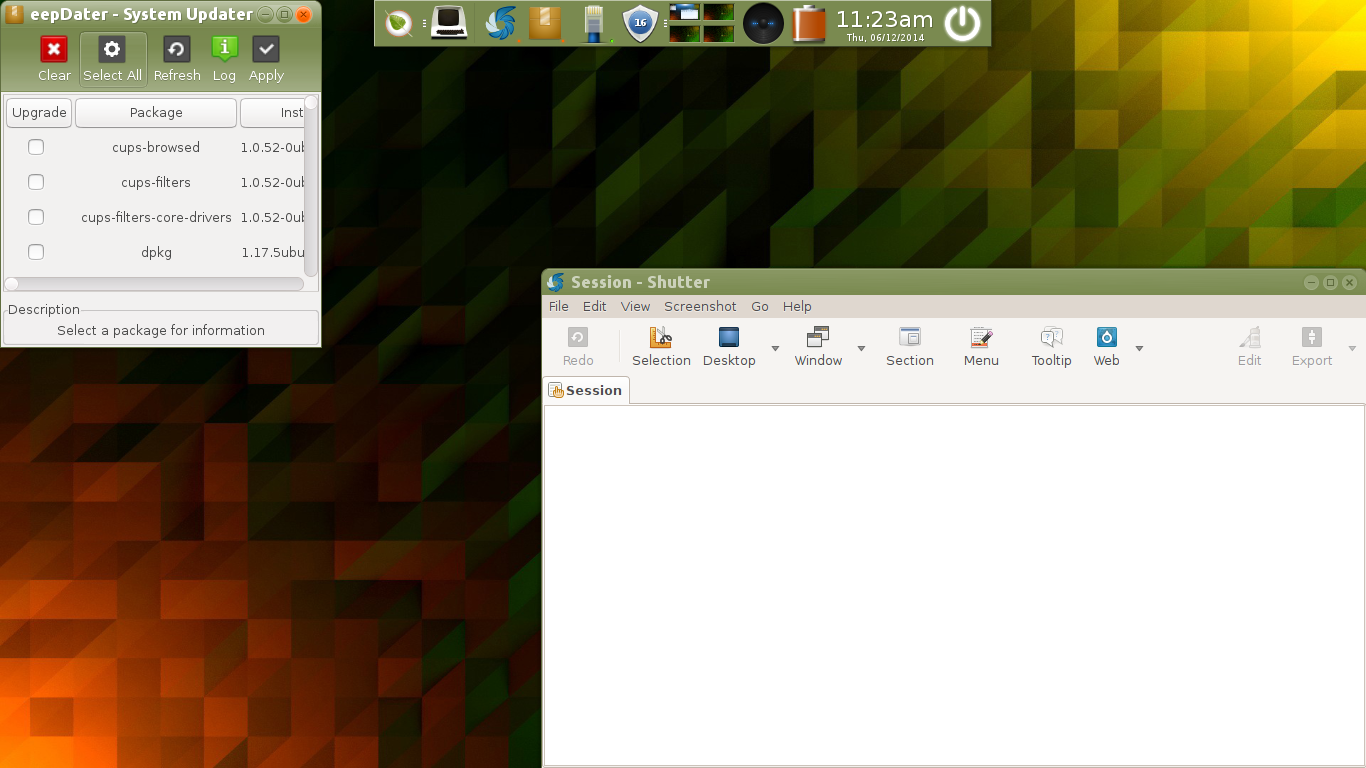 eepDater - System Updater
Clear Select All Refresh Log Apply
Upgrade Package Inst
cups-browsed 1.0.52-0ub
cups-filters 1.0.52-0ub
cups-filters-core-drivers 1.0.52-0ub
dpkg 1.17.5ubu
Description
Select a package for information
16
11:23am
Thu, 06/12/2014
Session - Shutter
File Edit View Screenshot Go Help
Redo Selection Desktop Window Section Menu Tooltip Web Edit Export
Session